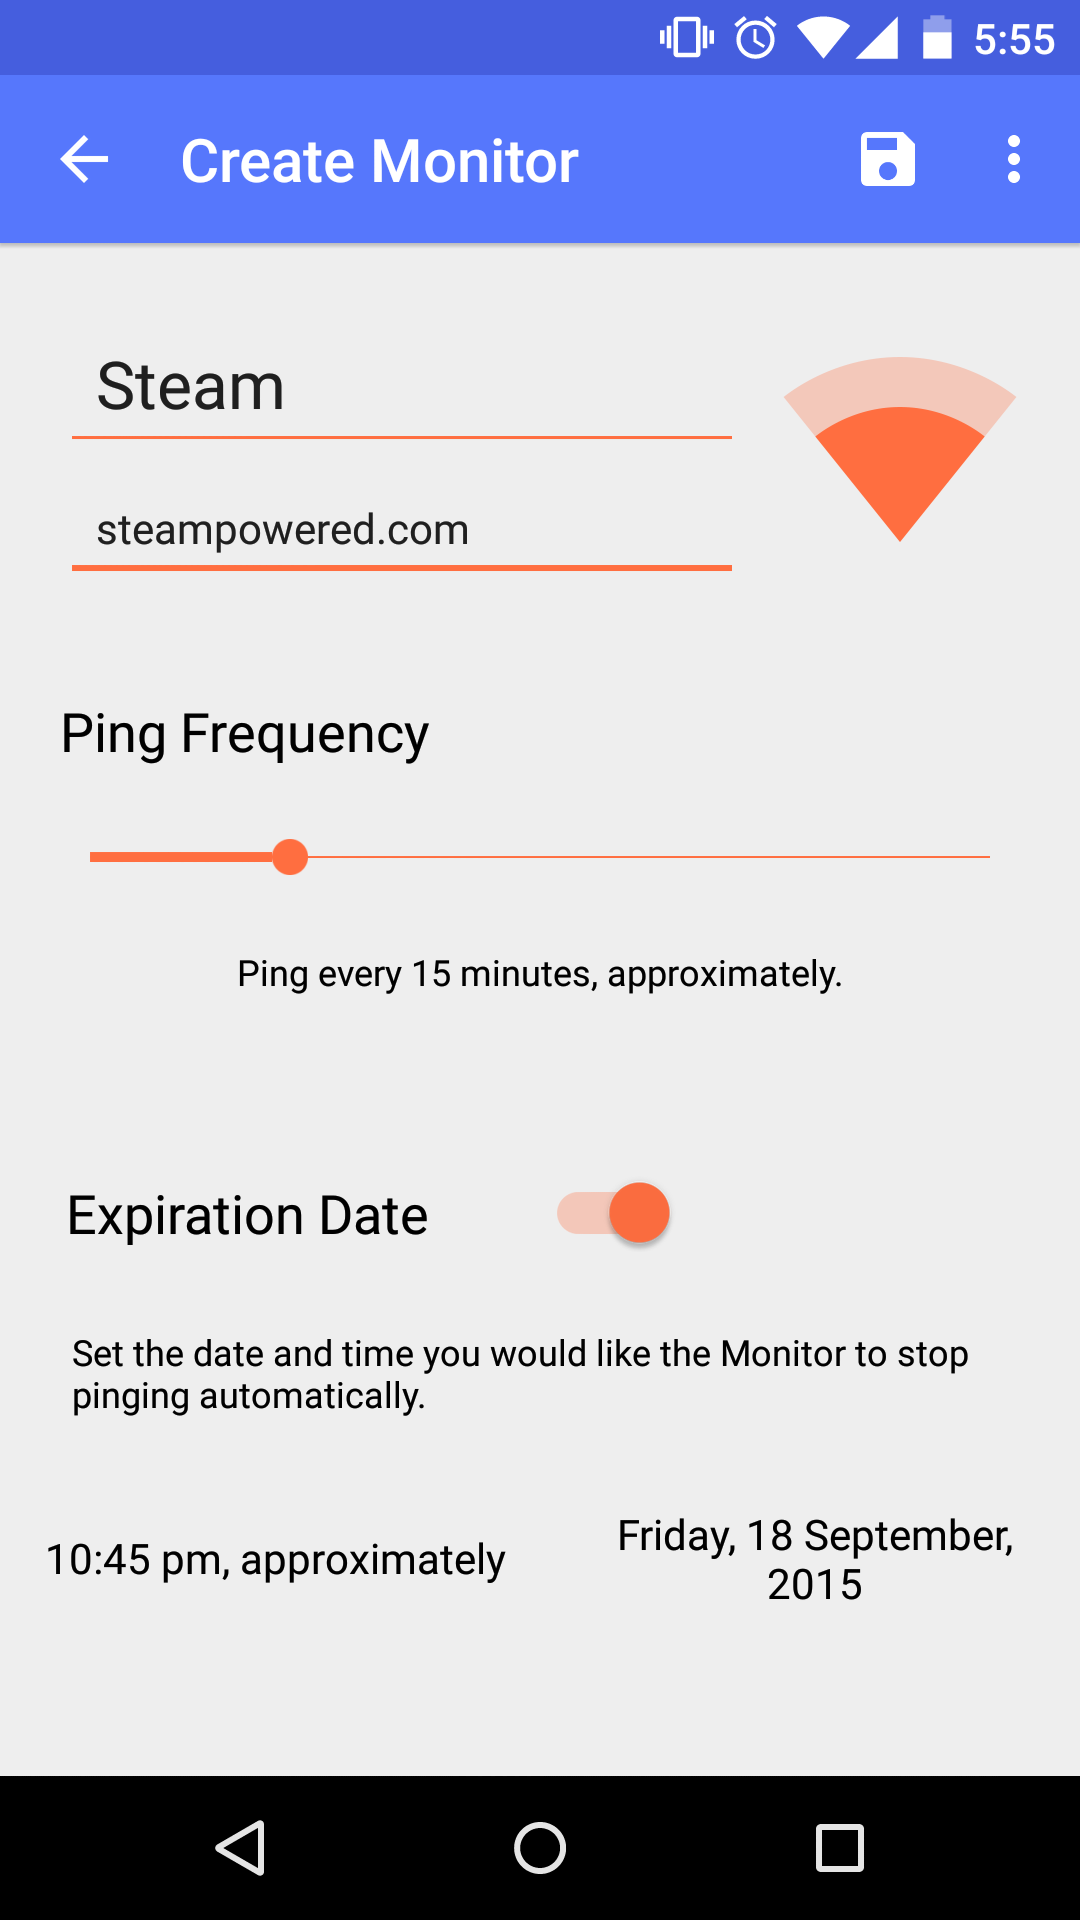 5:55
Create Monitor
Steam
steampowered.com
Ping Frequency
Ping every 15 minutes, approximately.
Expiration Date
Set the date and time you would like the Monitor to stop
pinging automatically.
10:45 pm, approximately
Friday, 18 September,
2015